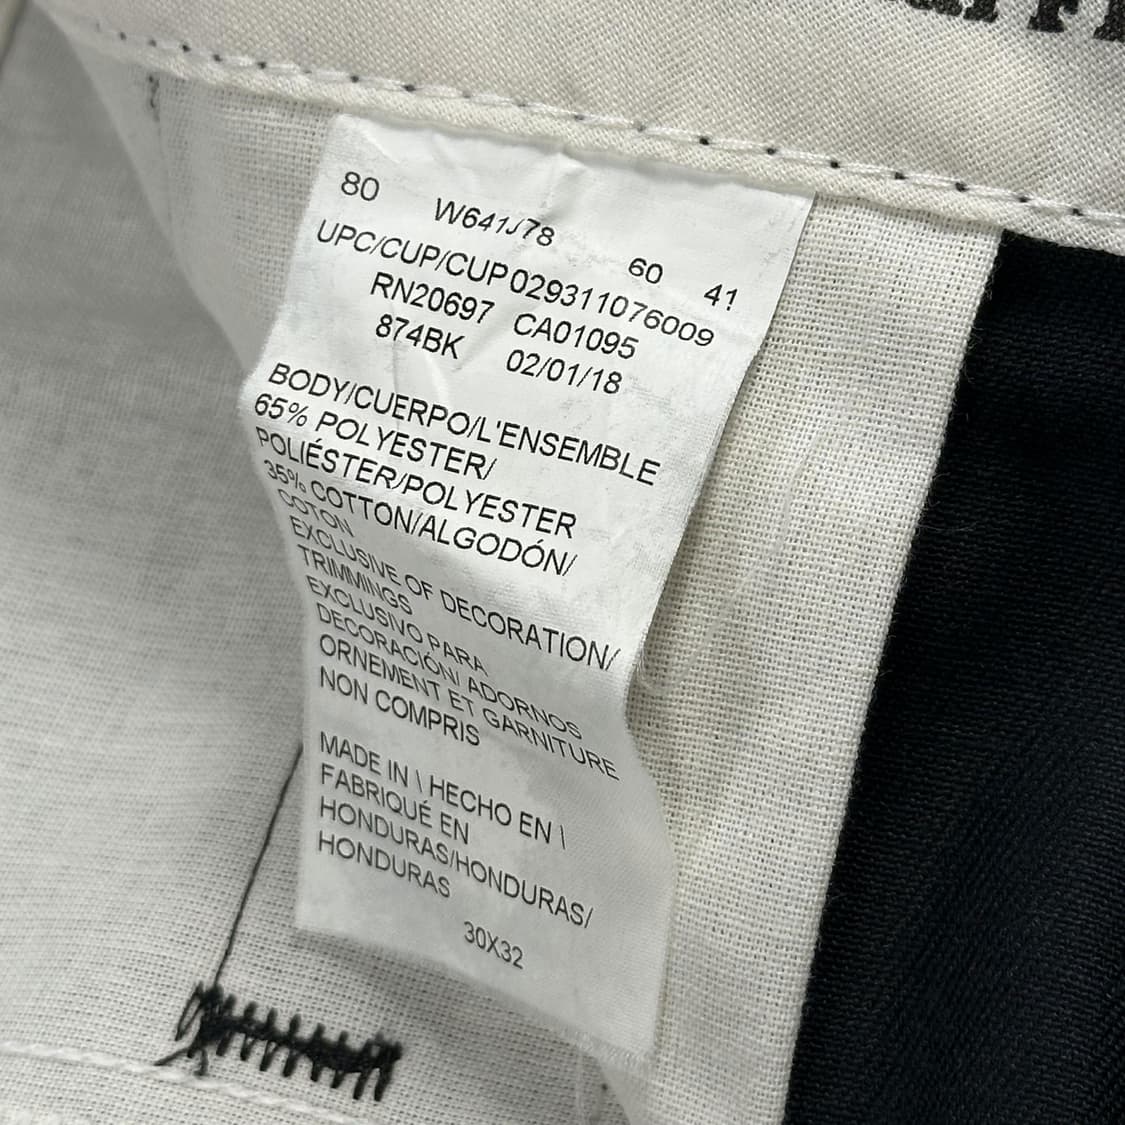 80 W641J78 60 41
UPC/CUP/CUP029311076009
RN20697 CA01095
874BK 02/01/18
BODY/CUERPO/L'ENSEMBLE
65% POLYESTER/
POLIÉSTER/POLYESTER
35% COTTON/ALGODÓN/
COTON
EXCLUSIVE OF DECORATION/
TRIMMINGS
EXCLUSIVO PARA
DECORACIÓN/ ADORNOS
ORNEMENT ET GARNITURE
NON COMPRIS
MADE IN \ HECHO EN \
FABRIQUÉ EN
HONDURAS/HONDURAS/
HONDURAS
30X32